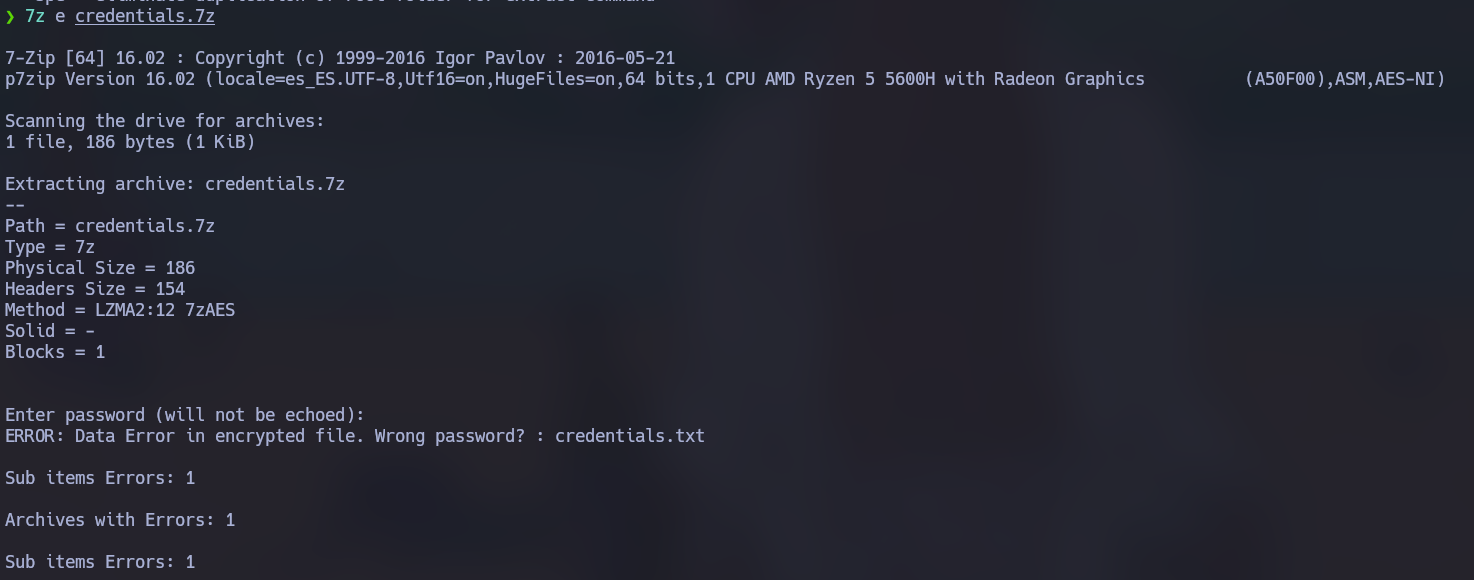 ❯ 7z e credentials.7z
7-Zip [64] 16.02 : Copyright (c) 1999-2016 Igor Pavlov : 2016-05-21
p7zip Version 16.02 (locale=es_ES.UTF-8,Utf16=on,HugeFiles=on,64 bits,1 CPU AMD Ryzen 5 5600H with Radeon Graphics (A50F00),ASM,AES-NI)
Scanning the drive for archives:
1 file, 186 bytes (1 KiB)
Extracting archive: credentials.7z
--
Path = credentials.7z
Type = 7z
Physical Size = 186
Headers Size = 154
Method = LZMA2:12 7zAES
Solid = -
Blocks = 1
Enter password (will not be echoed):
ERROR: Data Error in encrypted file. Wrong password? : credentials.txt
Sub items Errors: 1
Archives with Errors: 1
Sub items Errors: 1